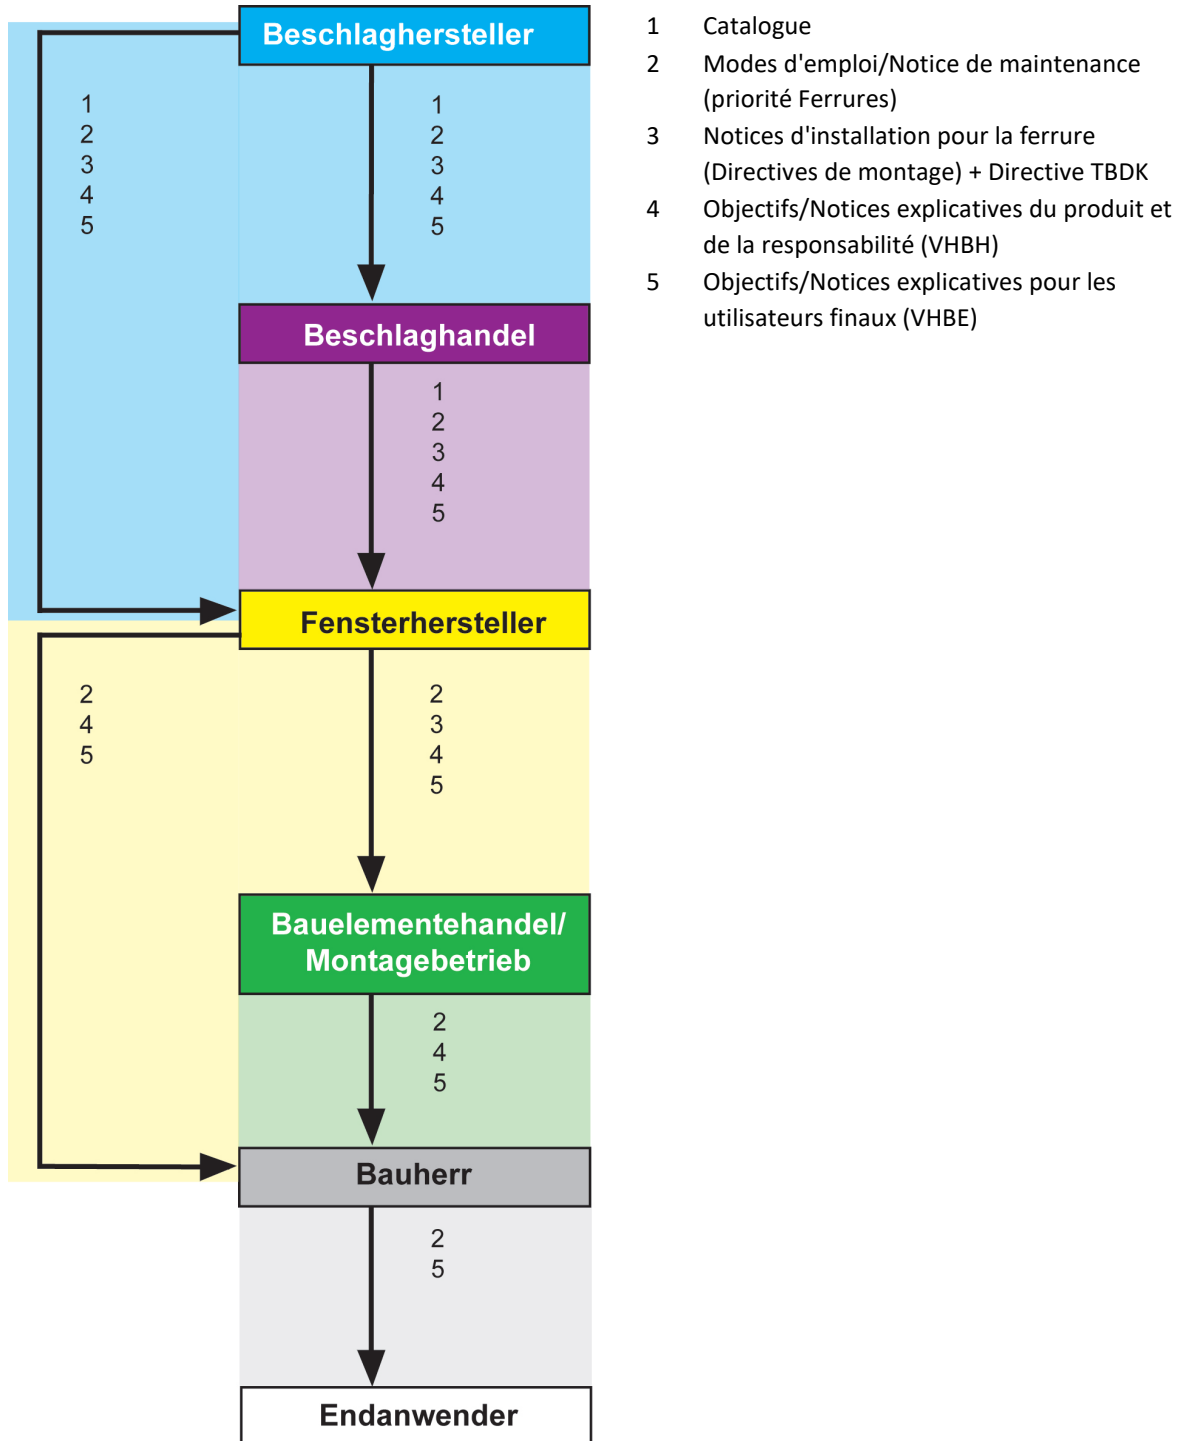 Beschlaghersteller
1
2
3
4
5
1
2
3
4
5
Beschlaghandel
1
2
3
4
5
Fensterhersteller
2
4
5
2
3
4
5
Bauelementehandel/
Montagebetrieb
2
4
5
Bauherr
2
5
Endanwender
1 Catalogue
2 Modes d'emploi/Notice de maintenance
(priorité Ferrures)
3 Notices d'installation pour la ferrure
(Directives de montage) + Directive TBDK
4 Objectifs/Notices explicatives du produit et
de la responsabilité (VHBH)
5 Objectifs/Notices explicatives pour les
utilisateurs finaux (VHBE)